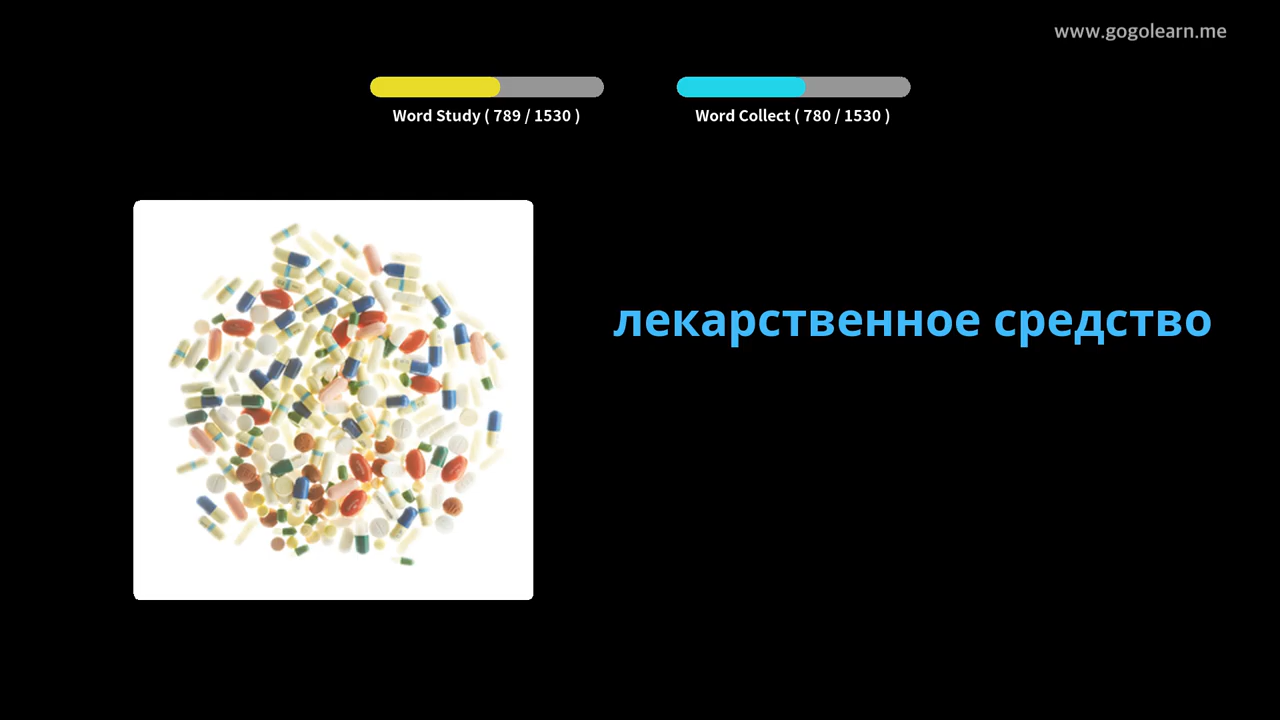 www.gogolearn.me
Word Study ( 789 / 1530 )
Word Collect ( 780 / 1530 )
лекарственное средство